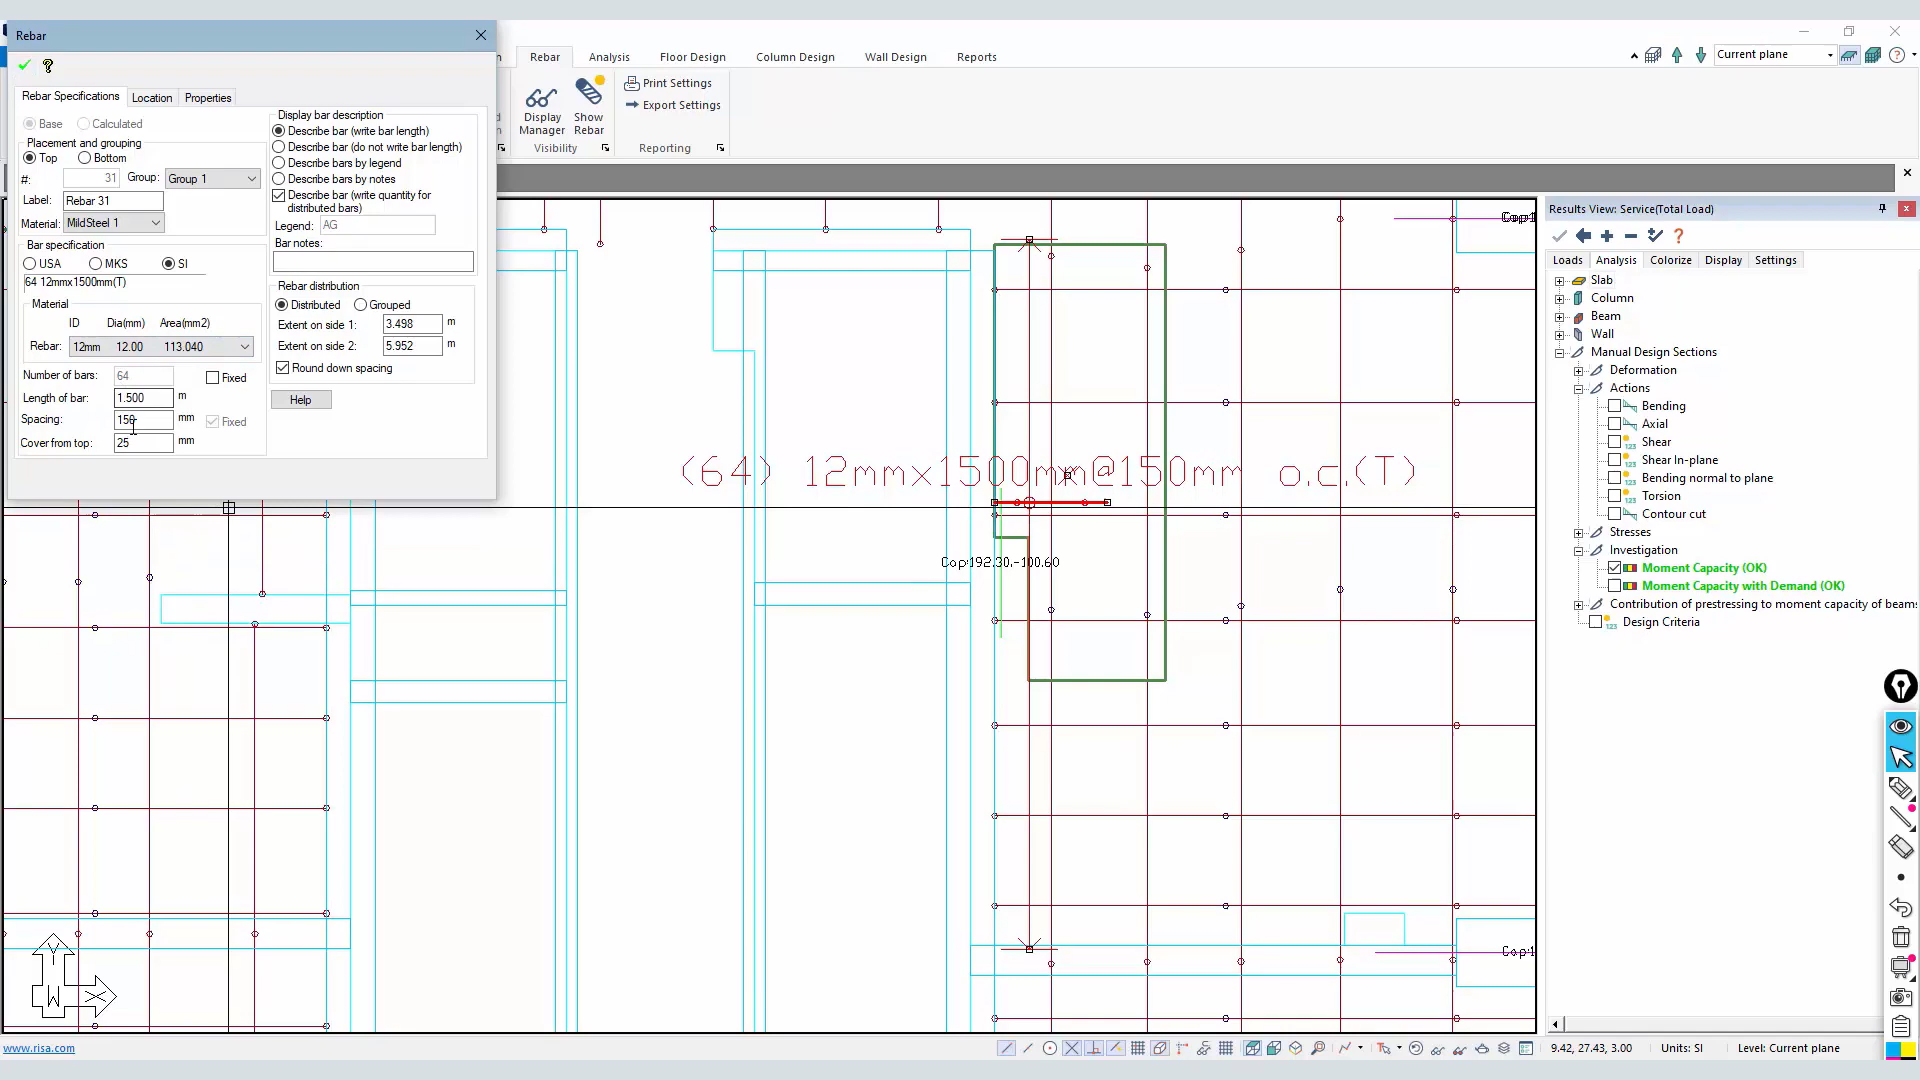 Rebar
Rebar
Analysis
Floor Design
Column Design
Wall Design
Reports
Current plane
Display Manager
Show Rebar
Print Settings
Export Settings
Visibility
Reporting
Rebar Specifications
Location
Properties
Base
Calculated
Placement and grouping
Top
Bottom
#:
31
Group:
Group 1
Label:
Rebar 31
Material:
MildSteel 1
Bar specification
USA
MKS
SI
64 12mmx1500mm(T)
Material
ID
Dia(mm)
Area(mm2)
Rebar:
12mm
12.00
113.040
Number of bars:
64
Fixed
Length of bar:
1.500
m
Spacing:
150
mm
Fixed
Cover from top:
25
mm
Display bar description
Describe bar (write bar length)
Describe bar (do not write bar length)
Describe bars by legend
Describe bars by notes
Describe bar (write quantity for
distributed bars)
Legend:
AG
Bar notes:
Rebar distribution
Distributed
Grouped
Extent on side 1:
3.498
m
Extent on side 2:
5.952
m
Round down spacing
Help
(64) 12mmx1500mm@150mm o.c.(T)
Cap:192.30,-100.60
Results View: Service(Total Load)
Loads
Analysis
Colorize
Display
Settings
Slab
Column
Beam
Wall
Manual Design Sections
Deformation
Actions
Bending
Axial
Shear
Shear In-plane
Bending normal to plane
Torsion
Contour cut
Stresses
Investigation
Moment Capacity (OK)
Moment Capacity with Demand (OK)
Contribution of prestressing to moment capacity of beams
Design Criteria
www.risa.com
9.42, 27.43, 3.00
Units: SI
Level: Current plane